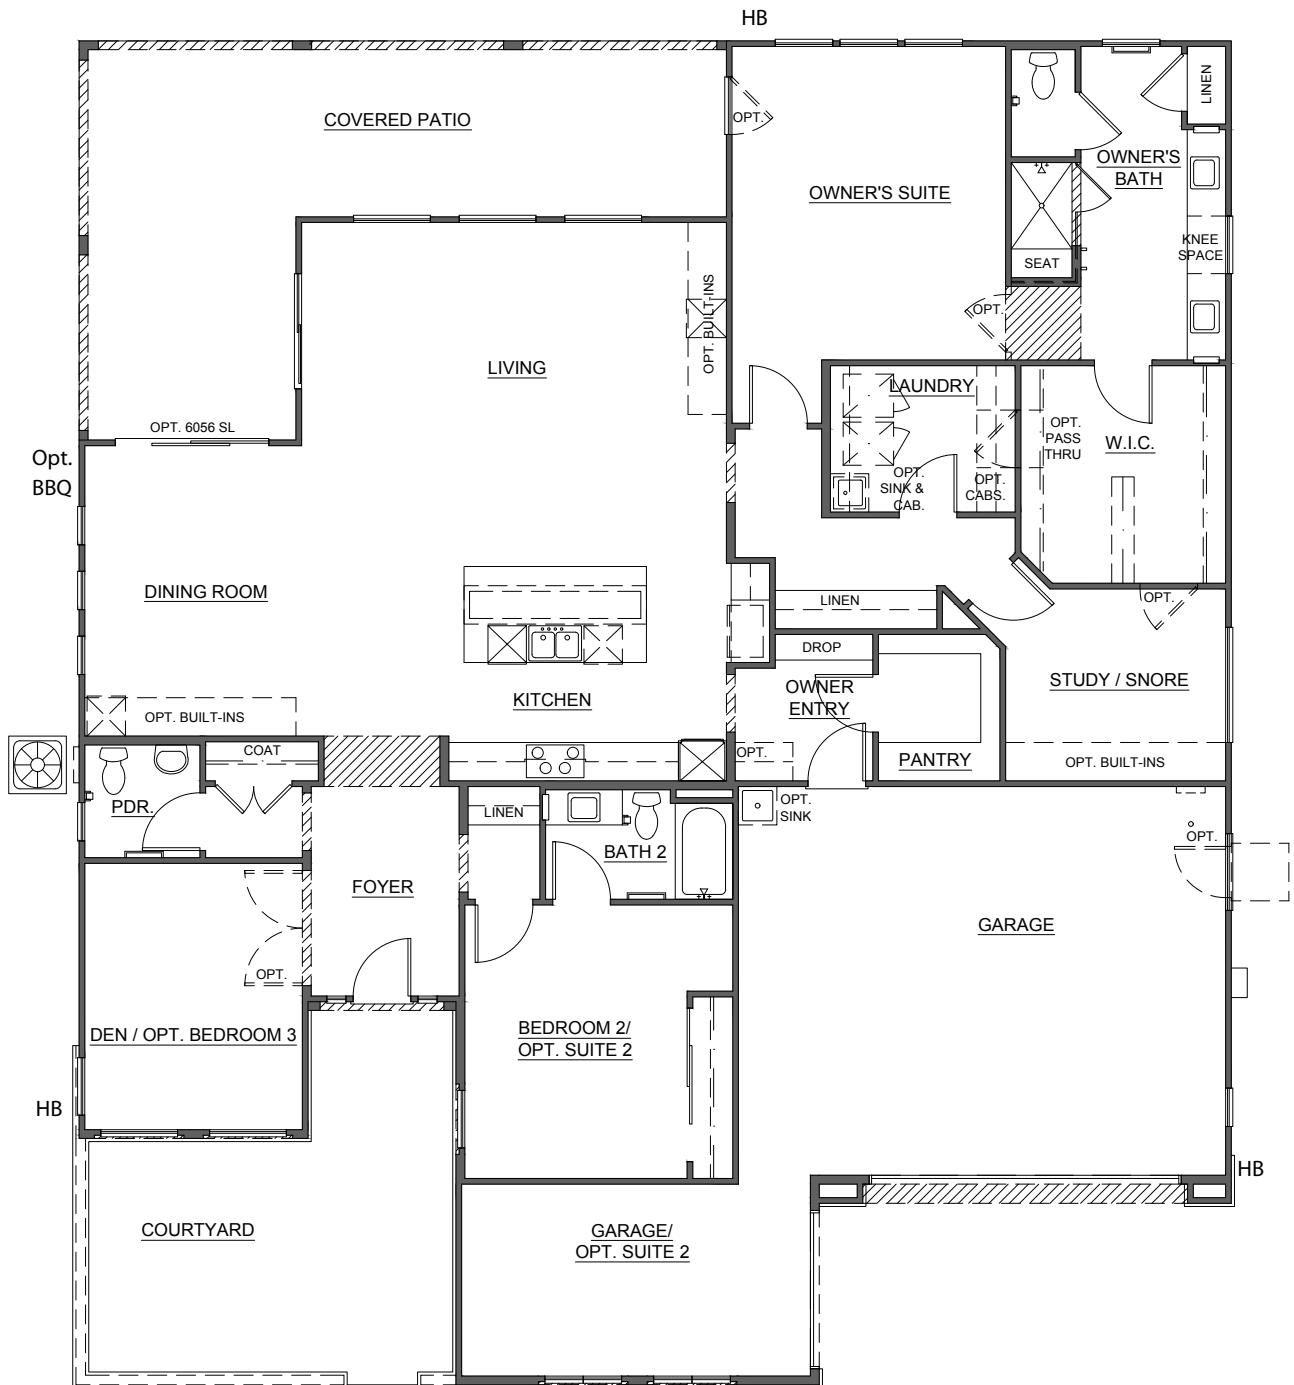 HB
COVERED PATIO
OPT.
LINEN
OWNER'S
BATH
OWNER'S SUITE
KNEE
SPACE
SEAT
OPT. BUILT-INS
OPT.
LIVING
LAUNDRY
OPT. 6056 SL
OPT.
PASS
THRU
W.I.C.
Opt.
BBQ
OPT.
SINK &
CAB.
OPT.
CABS.
DINING ROOM
LINEN
OPT.
DROP
OWNER
ENTRY
STUDY / SNORE
KITCHEN
OPT. BUILT-INS
COAT
OPT.
PANTRY
OPT. BUILT-INS
PDR.
LINEN
OPT.
SINK
OPT.
BATH 2
FOYER
GARAGE
OPT.
DEN / OPT. BEDROOM 3
BEDROOM 2/
OPT. SUITE 2
HB
HB
COURTYARD
GARAGE/
OPT. SUITE 2